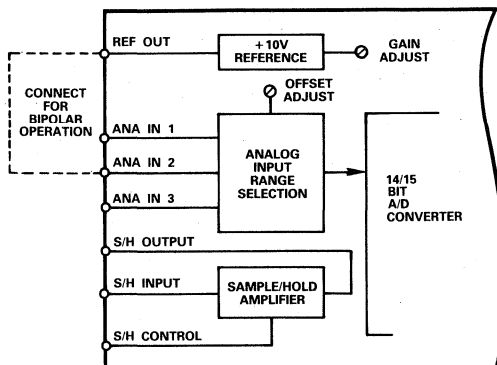 REF OUT
+10V
REFERENCE
GAIN
ADJUST
CONNECT
FOR
BIPOLAR
OPERATION
OFFSET
ADJUST
ANA IN 1
ANA IN 2
ANA IN 3
ANALOG
INPUT
RANGE
SELECTION
14/15
BIT
A/D
CONVERTER
S/H OUTPUT
S/H INPUT
SAMPLE/HOLD
AMPLIFIER
S/H CONTROL